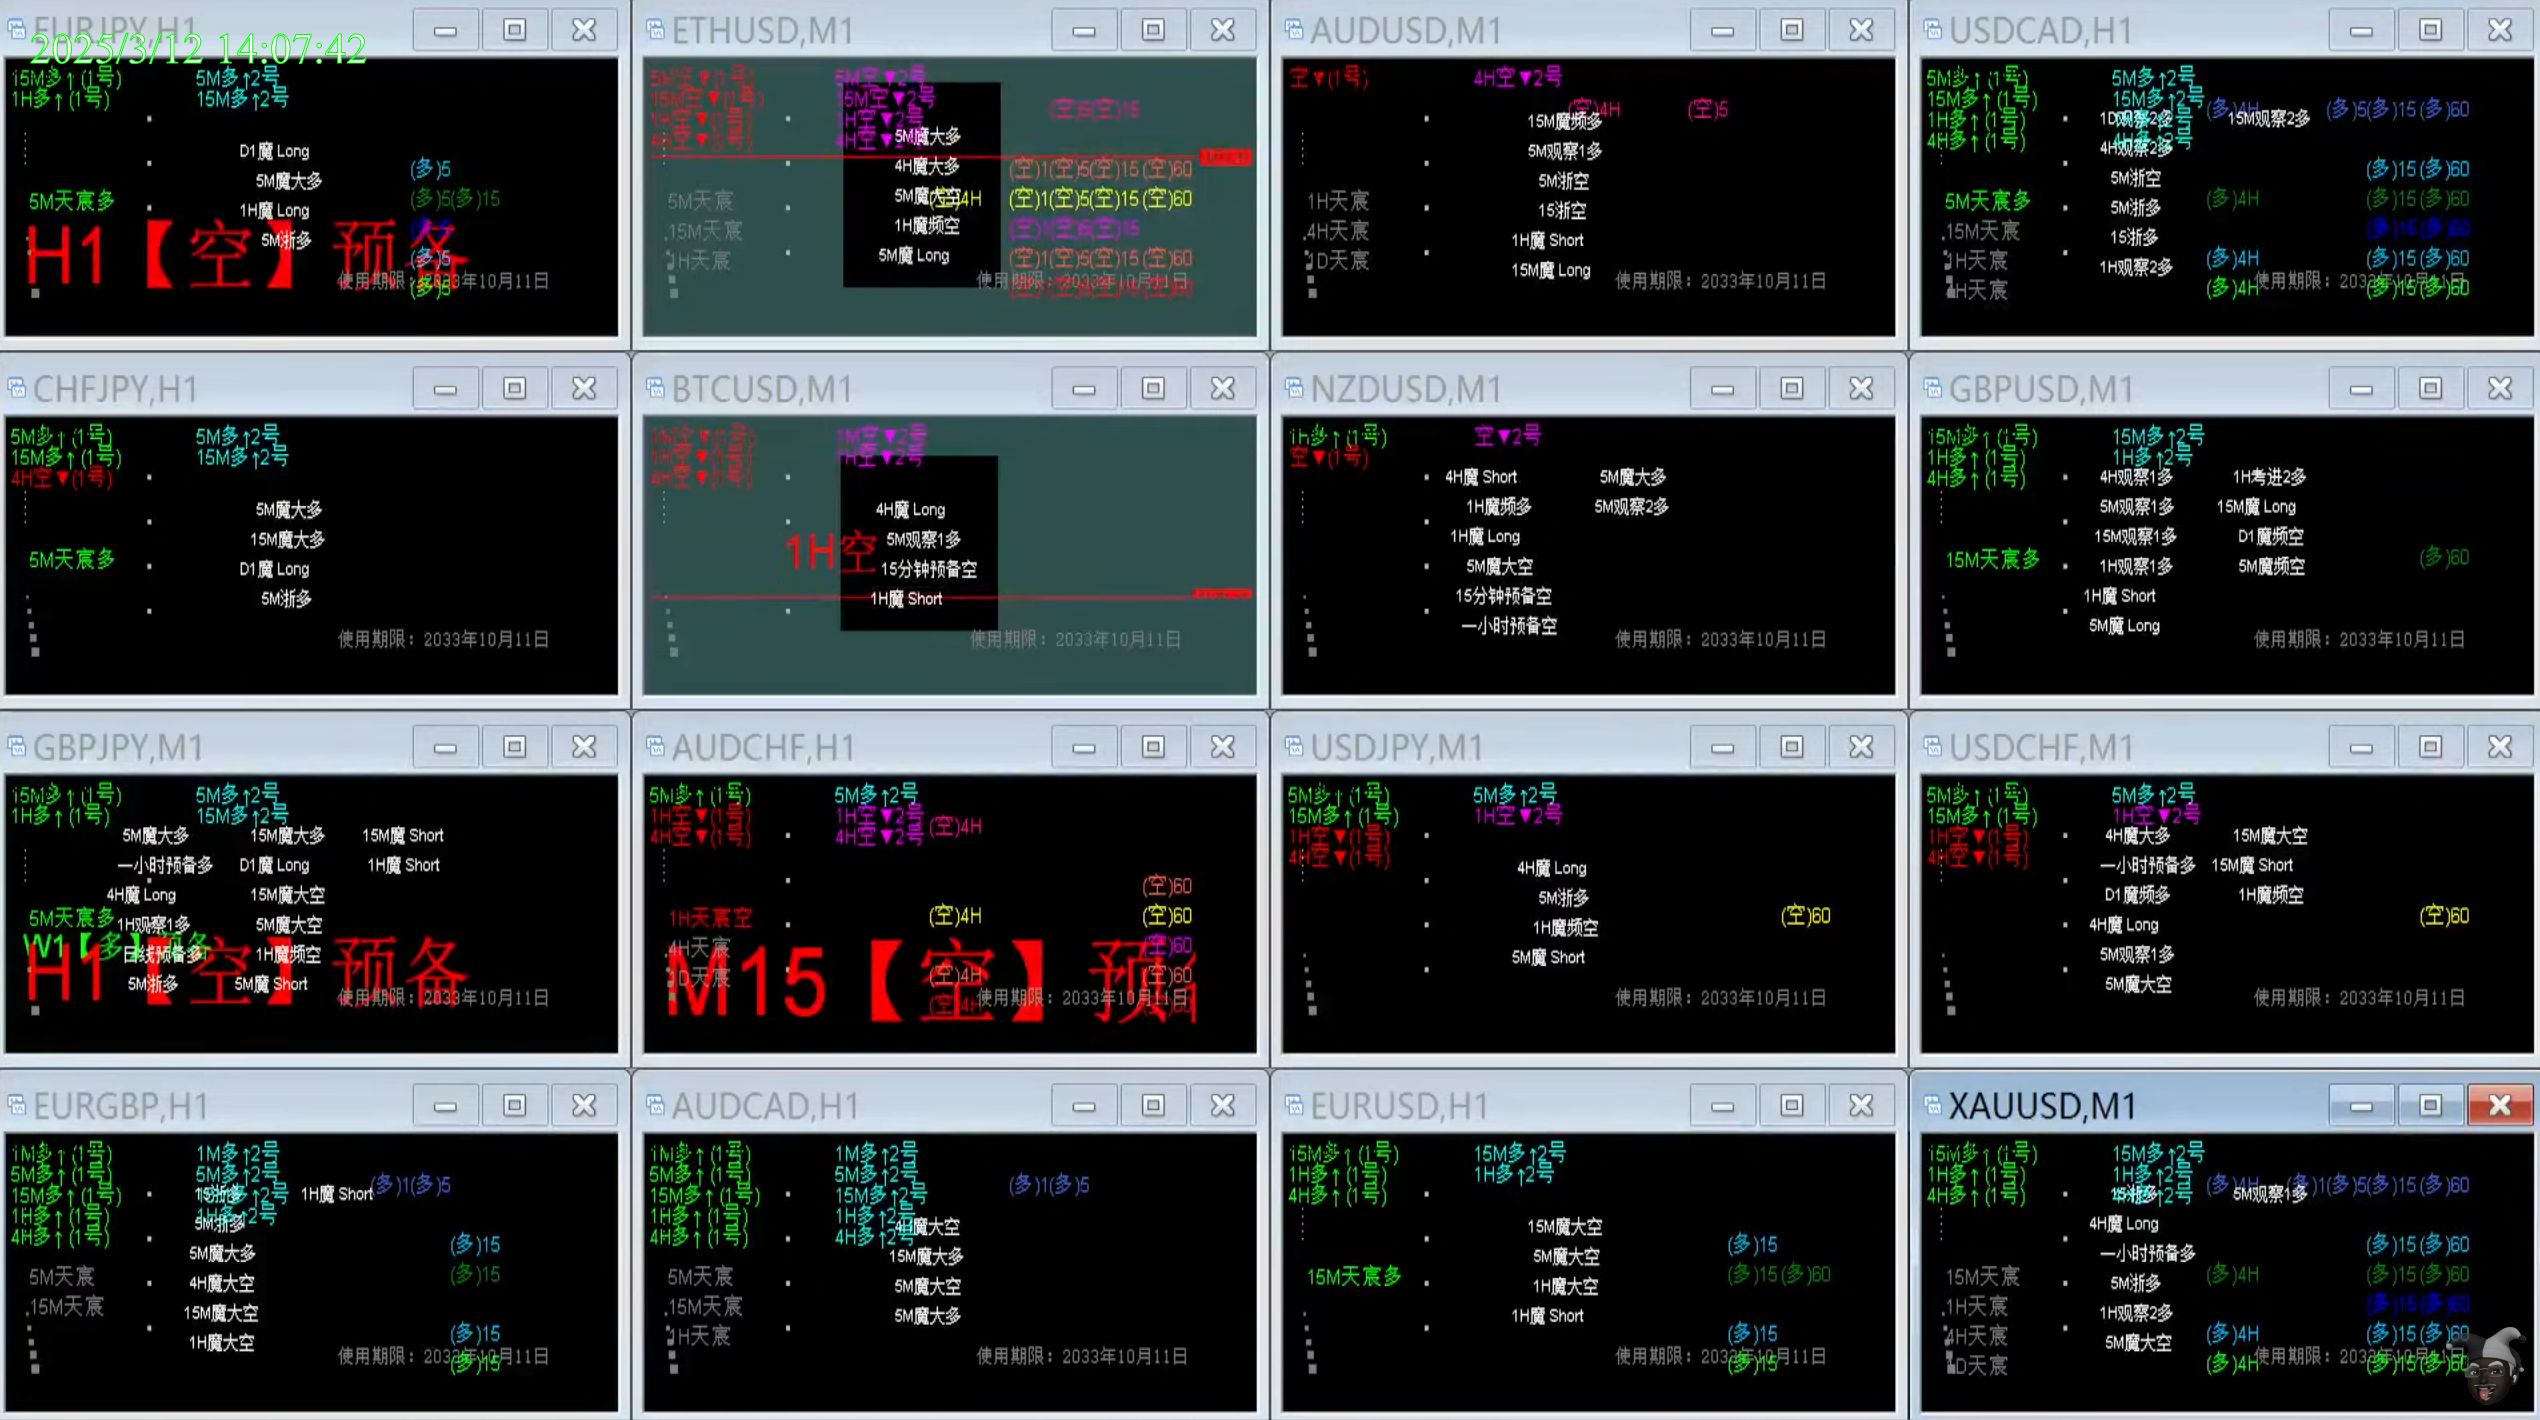 EURJPY,H1
2025/3/12 14:07:42
15M多↑(1号) 5M多↑2号
1H多↑(1号) 15M多↑2号
D1魔 Long
5M魔大多 (多)5
5M天宸多 (多)5(多)15
1H魔 Long
5M浙多
H1【空】预备
(多)5
使用期限：2033年10月11日
(多)5
ETHUSD,M1
5M空▼(1号) 5M空▼2号
15M空▼(1号) 15M空▼2号 (空)5(空)15
1H空▼(1号) 1H空▼2号
4H空▼(1号) 4H空▼2号
5M魔大多
4H魔大多 (空)1(空)5(空)15(空)60
5M天宸 5M魔大空 (空)4H (空)1(空)5(空)15(空)60
15M天宸 1H魔频空 (空)1(空)5(空)15
1H天宸 5M魔 Long (空)1(空)5(空)15(空)60
使用期限：2033年10月11日
AUDUSD,M1
空▼(1号) 4H空▼2号
(空)4H (空)5
15M魔频多
5M观察1多
5M浙空
1H天宸 15浙空
4H天宸 1H魔 Short
1D天宸 15M魔 Long
使用期限：2033年10月11日
USDCAD,H1
5M多↑(1号) 5M多↑2号
15M多↑(1号) 15M多↑2号 (多)4H (多)5(多)15(多)60
1H多↑(1号) 1D观察2多 15M观察2多
4H多↑(1号) 4H多↑2号
4H观察2多
5M浙空 (多)15(多)60
5M天宸多 5M浙多 (多)4H (多)15(多)60
15M天宸 15浙多 (多)15(多)60
1H天宸 1H观察2多 (多)4H (多)15(多)60
4H天宸 (多)4H (多)15(多)60
CHFJPY,H1
5M多↑(1号) 5M多↑2号
15M多↑(1号) 15M多↑2号
4H空▼(1号)
5M魔大多
15M魔大多
5M天宸多 D1魔 Long
5M浙多
使用期限：2033年10月11日
BTCUSD,M1
1M空▼(1号) 1M空▼2号
1H空▼(1号) 1H空▼2号
4H空▼(1号)
4H魔 Long
5M观察1多
1H空
15分钟预备空
1H魔 Short
使用期限：2033年10月11日
NZDUSD,M1
1H多↑(1号) 空▼2号
空▼(1号)
4H魔 Short 5M魔大多
1H魔频多 5M观察2多
1H魔 Long
5M魔大空
15分钟预备空
一小时预备空
使用期限：2033年10月11日
GBPUSD,M1
15M多↑(1号) 15M多↑2号
1H多↑(1号) 1H多↑2号
4H多↑(1号) 4H观察1多 1H考进2多
5M观察1多 15M魔 Long
15M观察1多 D1魔频空
15M天宸多 1H观察1多 5M魔频空 (多)60
1H魔 Short
5M魔 Long
使用期限：2033年10月11日
GBPJPY,M1
15M多↑(1号) 5M多↑2号
1H多↑(1号) 15M多↑2号
5M魔大多 15M魔大多 15M魔 Short
一小时预备多 D1魔 Long 1H魔 Short
4H魔 Long 15M魔大空
5M天宸多 1H观察1多 5M魔大空
W1【多】预备
日线预备多 1H魔频空
H1【空】预备
5M浙多 5M魔 Short
使用期限：2033年10月11日
AUDCHF,H1
5M多↑(1号) 5M多↑2号
1H空▼(1号) 1H空▼2号
4H空▼(1号) 4H空▼2号 (空)4H
(空)60
1H天宸空 (空)4H (空)60
4H天宸 (空)60
1D天宸 (空)4H (空)60
M15【空】预
使用期限：2033年10月11日
USDJPY,M1
5M多↑(1号) 5M多↑2号
15M多↑(1号) 1H空▼2号
1H空▼(1号)
4H空▼(1号)
4H魔 Long
5M浙多
1H魔频空 (空)60
5M魔 Short
使用期限：2033年10月11日
USDCHF,M1
5M多↑(1号) 5M多↑2号
15M多↑(1号) 1H空▼2号
1H空▼(1号) 4H魔大多 15M魔大空
4H空▼(1号)
一小时预备多 15M魔 Short
D1魔频多 1H魔频空
4H魔 Long (空)60
5M观察1多
5M魔大空
使用期限：2033年10月11日
EURGBP,H1
1M多↑(1号) 1M多↑2号
5M多↑(1号) 5M多↑2号 (多)1(多)5
15M多↑(1号) 15M多↑2号 1H魔 Short
1H多↑(1号) 1H多↑2号
4H多↑(1号) 5M浙多 (多)15
5M魔大多
5M天宸 4H魔大空 (多)15
15M天宸 15M魔大空
1H魔大空 (多)15
使用期限：2033年10月11日
(多)15
AUDCAD,H1
1M多↑(1号) 1M多↑2号
5M多↑(1号) 5M多↑2号 (多)1(多)5
15M多↑(1号) 15M多↑2号
1H多↑(1号) 1H多↑2号
4H多↑(1号) 4H多↑2号
4H魔大空
15M魔大多
5M天宸 5M魔大空
15M天宸 5M魔大多
1H天宸
使用期限：2033年10月11日
EURUSD,H1
15M多↑(1号) 15M多↑2号
1H多↑(1号) 1H多↑2号
4H多↑(1号)
15M魔大空
5M魔大空 (多)15
15M天宸多 1H魔大空 (多)15(多)60
1H魔 Short
(多)15
使用期限：2033年10月11日
(多)15
XAUUSD,M1
15M多↑(1号) 15M多↑2号
1H多↑(1号) 1H多↑2号 (多)4H (多)1(多)5(多)15(多)60
4H多↑(1号) 4H多↑2号 5M观察1多
4H魔 Long
一小时预备多 (多)15(多)60
15M天宸 5M浙多 (多)4H (多)15(多)60
1H天宸 1H观察2多 (多)15(多)60
4H天宸 5M魔大空 (多)4H (多)15(多)60
1D天宸 (多)4H (多)15(多)60